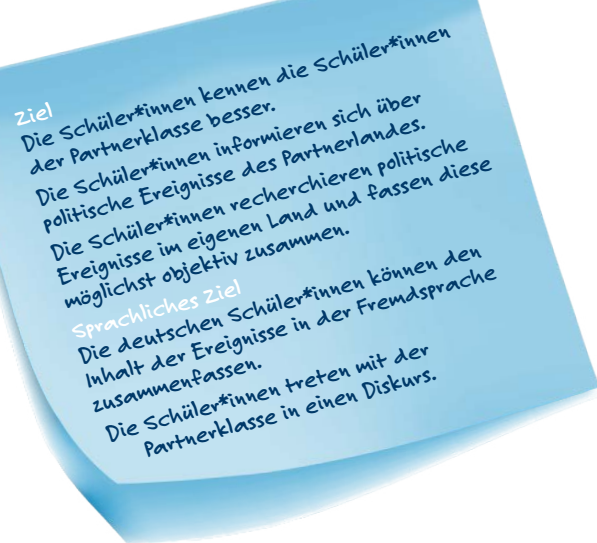 Ziel
Die Schüler*innen kennen die Schüler*innen
der Partnerklasse besser.
Die Schüler*innen informieren sich über
politische Ereignisse des Partnerlandes.
Die Schüler*innen recherchieren politische
Ereignisse im eigenen Land und fassen diese
möglichst objektiv zusammen.
Sprachliches Ziel
Die deutschen Schüler*innen können den
Inhalt der Ereignisse in der Fremdsprache
zusammenfassen.
Die Schüler*innen treten mit der
Partnerklasse in einen Diskurs.